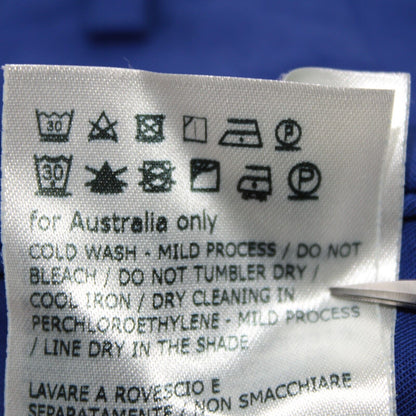 30 P
30 P
for Australia only
COLD WASH - MILD PROCESS / DO NOT
BLEACH / DO NOT TUMBLER DRY /
COOL IRON / DRY CLEANING IN
PERCHLOROETHYLENE - MILD PROCESS
/ LINE DRY IN THE SHADE
LAVARE A ROVESCIO E
SEPARATAMENTE / NON SMACCHIARE